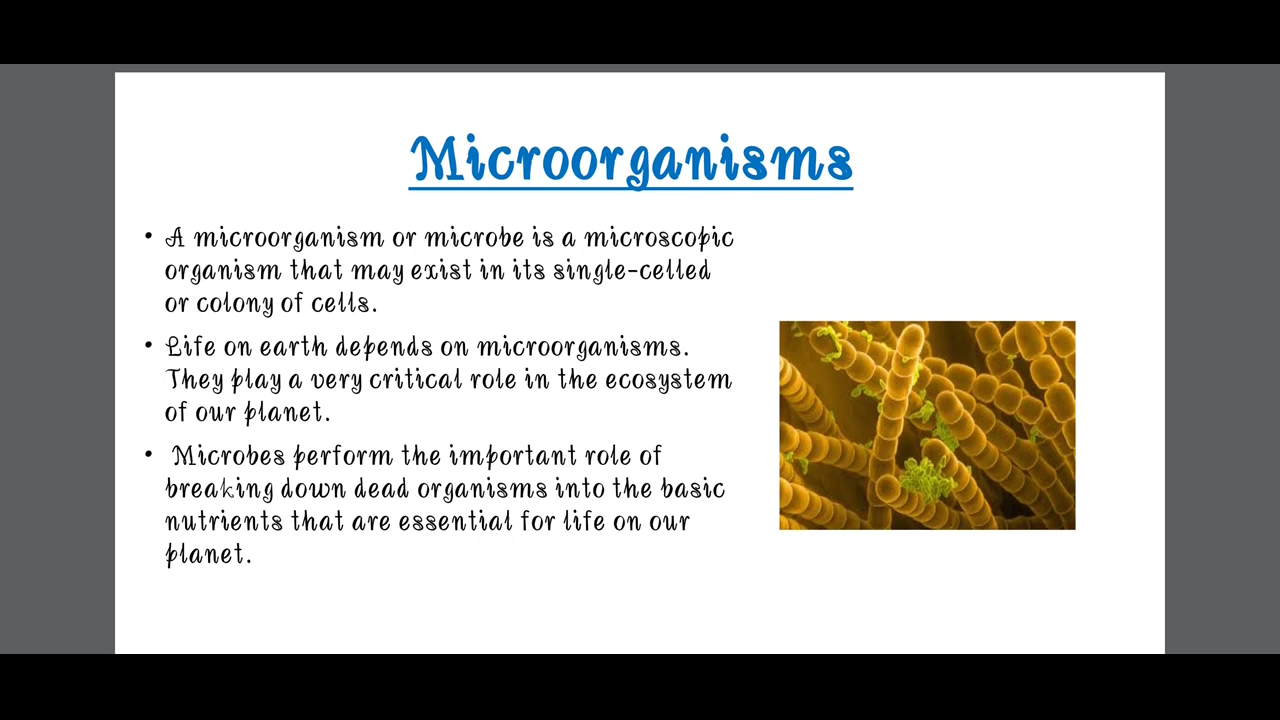 Microorganisms
• A microorganism or microbe is a microscopic
organism that may exist in its single-celled
or colony of cells.
• Life on earth depends on microorganisms.
They play a very critical role in the ecosystem
of our planet.
• Microbes perform the important role of
breaking down dead organisms into the basic
nutrients that are essential for life on our
planet.